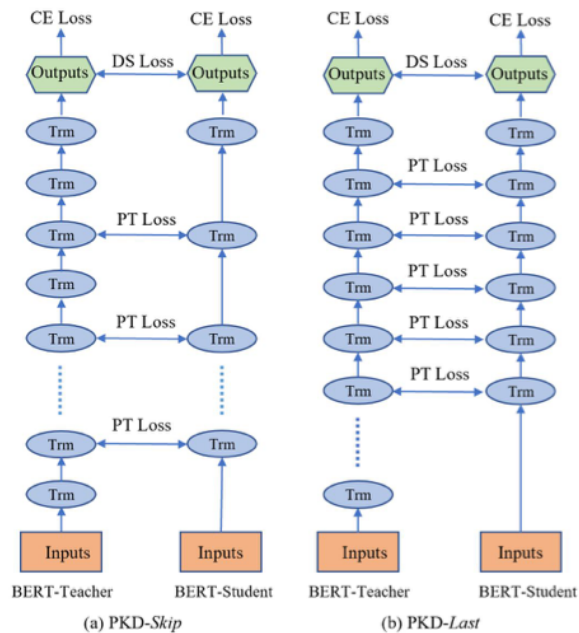 CE Loss CE Loss CE Loss CE Loss
Outputs DS Loss Outputs Outputs DS Loss Outputs
Trm Trm Trm Trm
Trm Trm PT Loss Trm
Trm PT Loss Trm Trm PT Loss Trm
Trm Trm PT Loss Trm
Trm PT Loss Trm Trm PT Loss Trm
Trm PT Loss Trm
Trm PT Loss Trm
Trm Trm
Inputs Inputs Inputs Inputs
BERT-Teacher BERT-Student BERT-Teacher BERT-Student
(a) PKD-Skip (b) PKD-Last